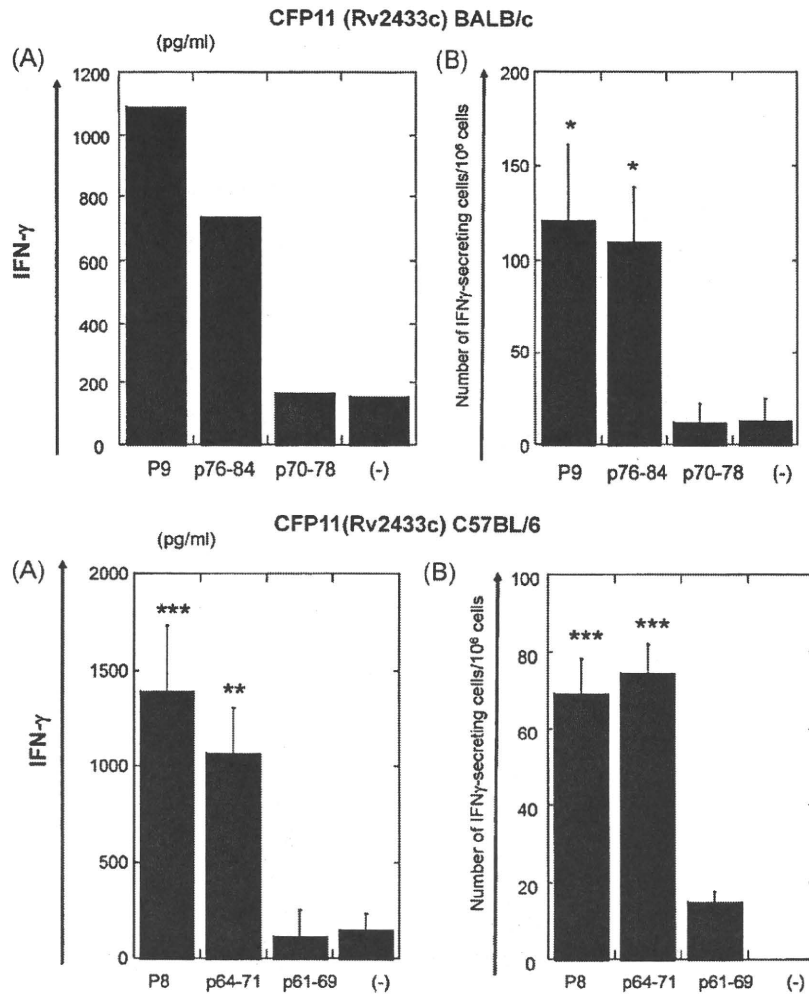 CFP11 (Rv2433c) BALB/c
(A)
(pg/ml)
IFN-γ
1200
1000
800
600
400
200
0
P9 p76-84 p70-78 (-)
(B)
Number of IFNγ-secreting cells/10⁶ cells
200
150
100
50
0
* *
P9 p76-84 p70-78 (-)
CFP11(Rv2433c) C57BL/6
(A)
(pg/ml)
IFN-γ
2000
1500
1000
500
0
*** **
P8 p64-71 p61-69 (-)
(B)
Number of IFNγ-secreting cells/10⁶ cells
100
80
60
40
20
0
*** ***
P8 p64-71 p61-69 (-)